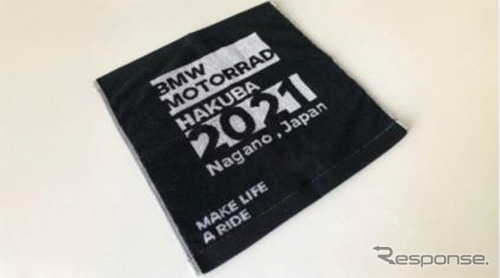 BMW
MOTORRAD
HAKUBA
2021
Nagano, Japan
MAKE LIFE
A RIDE
Response.